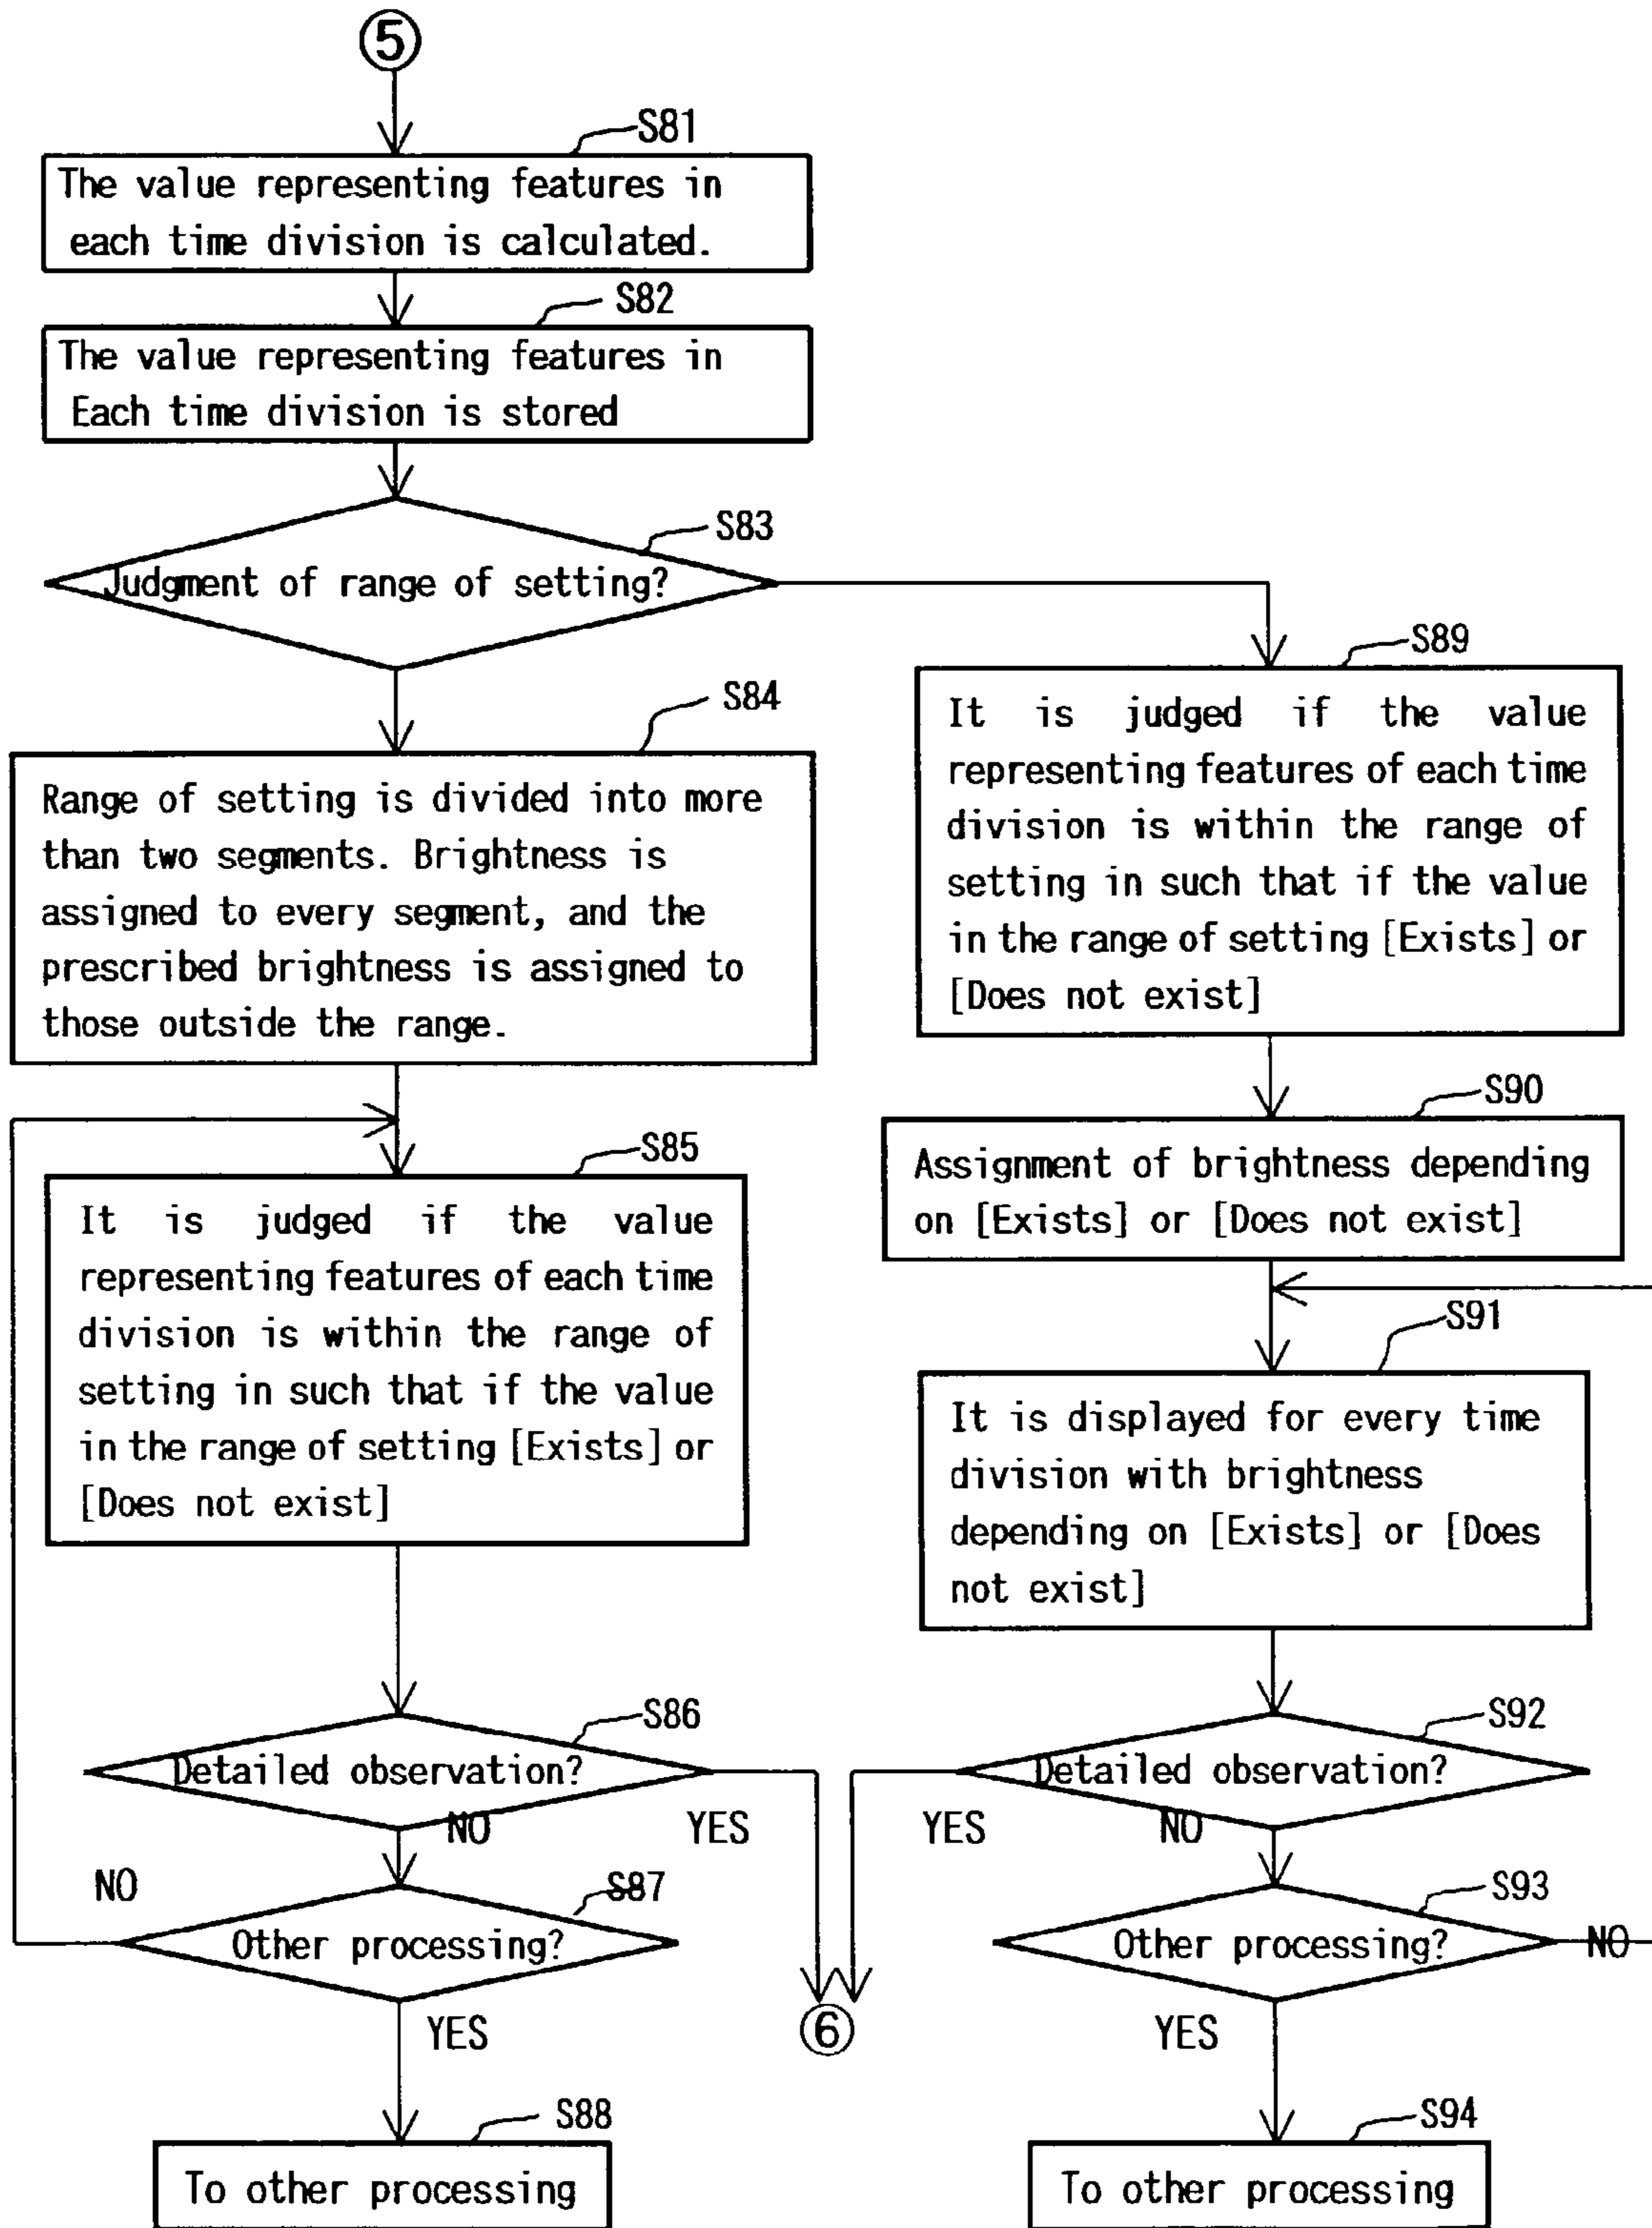 ⑤
S81
The value representing features in
each time division is calculated.
S82
The value representing features in
Each time division is stored
S83
Judgment of range of setting?
S84
Range of setting is divided into more
than two segments. Brightness is
assigned to every segment, and the
prescribed brightness is assigned to
those outside the range.
S85
It is judged if the value
representing features of each time
division is within the range of
setting in such that if the value
in the range of setting [Exists] or
[Does not exist]
S86
Detailed observation?
NO
YES
S87
NO
Other processing?
YES
S88
To other processing
S89
It is judged if the value
representing features of each time
division is within the range of
setting in such that if the value
in the range of setting [Exists] or
[Does not exist]
S90
Assignment of brightness depending
on [Exists] or [Does not exist]
S91
It is displayed for every time
division with brightness
depending on [Exists] or [Does
not exist]
S92
Detailed observation?
YES
NO
S93
Other processing?
NO
YES
⑥
S94
To other processing